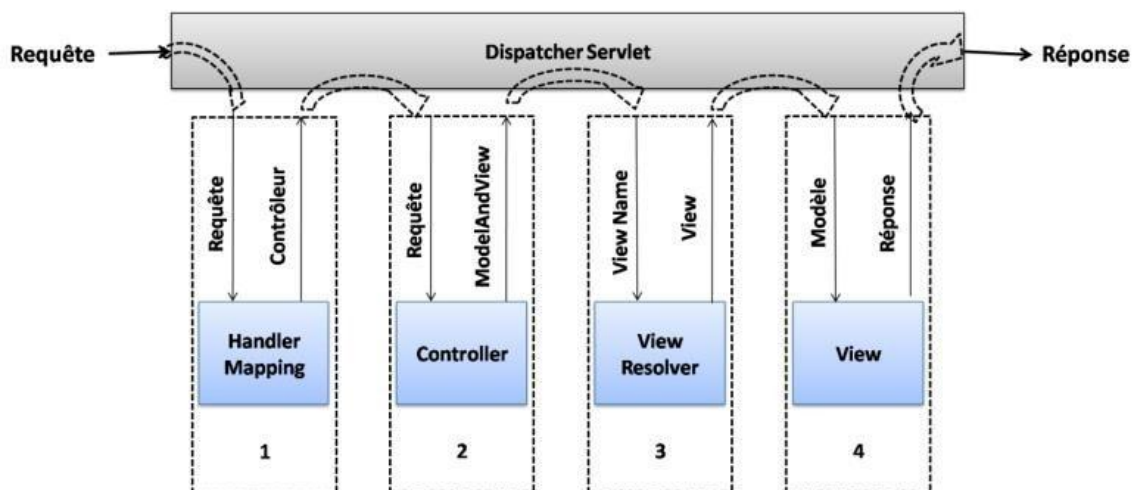 Requête
Dispatcher Servlet
Réponse
Requête
Contrôleur
Requête
ModelAndView
View Name
View
Modèle
Réponse
Handler
Mapping
Controller
View
Resolver
View
1
2
3
4